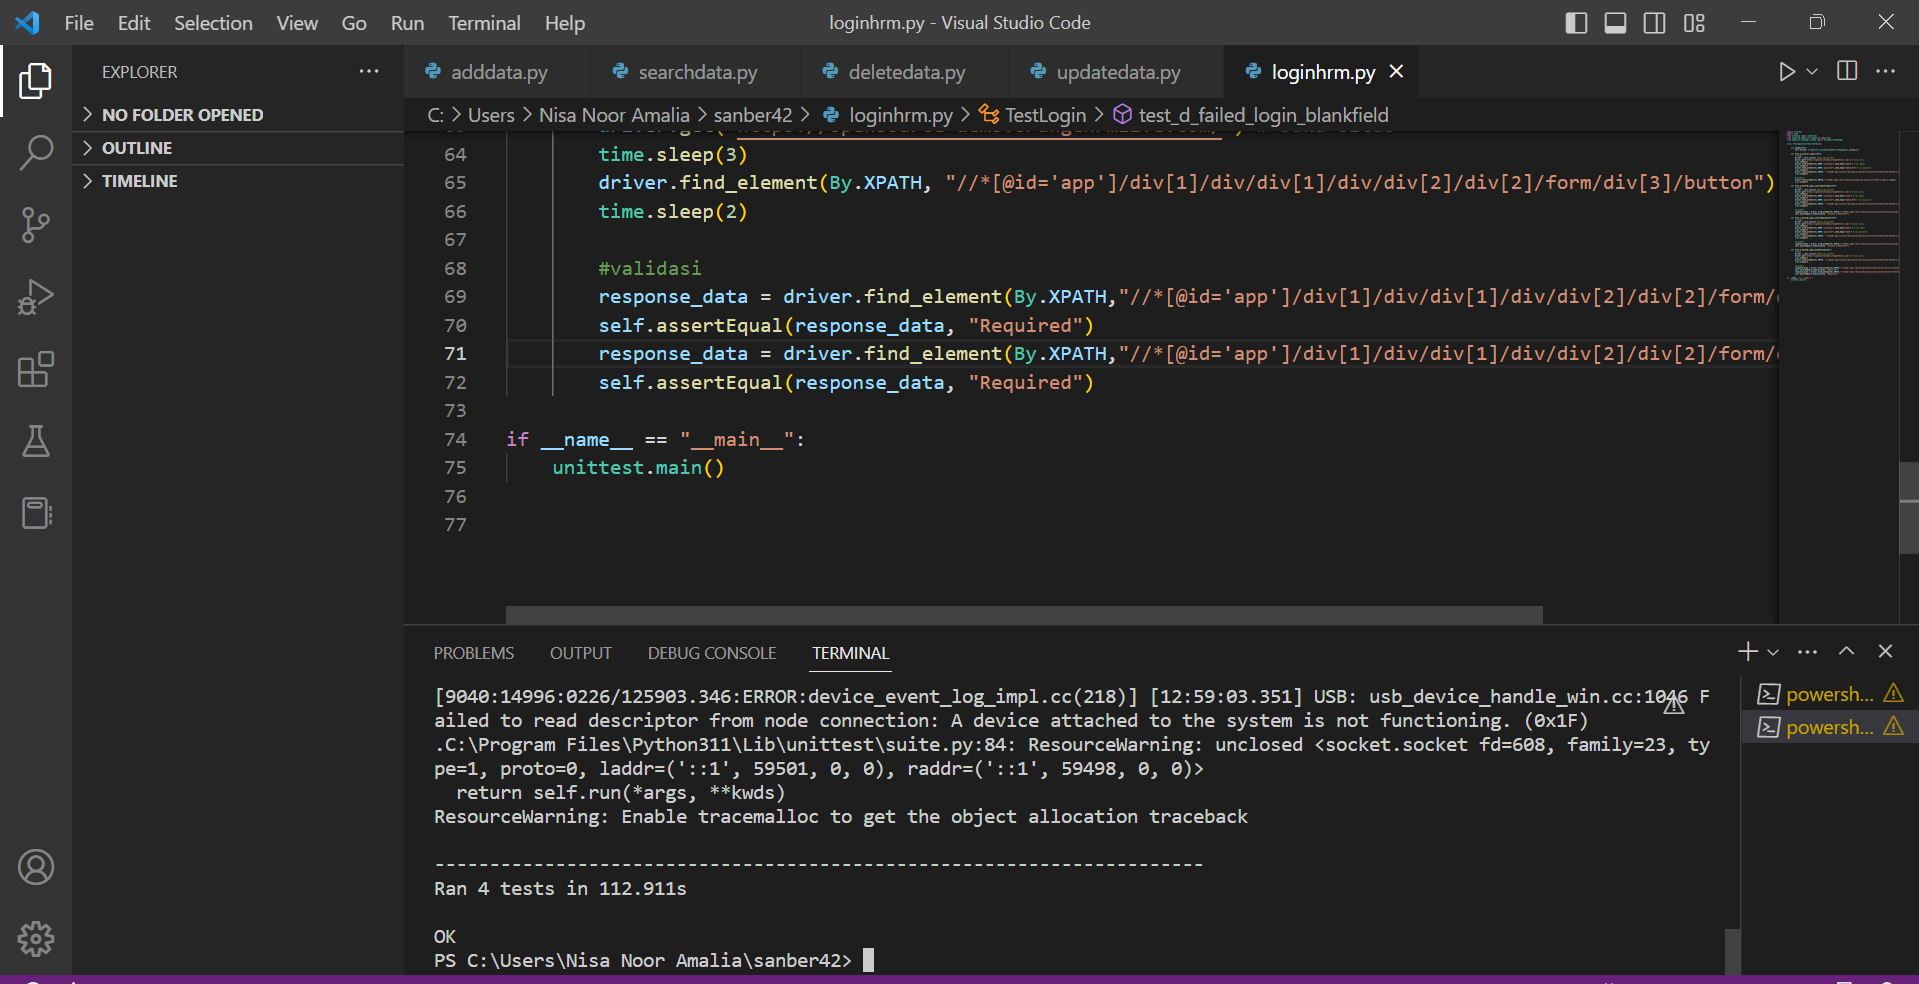 File Edit Selection View Go Run Terminal Help
loginhrm.py - Visual Studio Code
EXPLORER
NO FOLDER OPENED
OUTLINE
TIMELINE
adddata.py searchdata.py deletedata.py updatedata.py loginhrm.py
C: > Users > Nisa Noor Amalia > sanber42 > loginhrm.py > TestLogin > test_d_failed_login_blankfield
64 time.sleep(3)
65 driver.find_element(By.XPATH, "//*[@id='app']/div[1]/div/div[1]/div/div[2]/div[2]/form/div[3]/button")
66 time.sleep(2)
67
68 #validasi
69 response_data = driver.find_element(By.XPATH,"//*[@id='app']/div[1]/div/div[1]/div/div[2]/div[2]/form/
70 self.assertEqual(response_data, "Required")
71 response_data = driver.find_element(By.XPATH,"//*[@id='app']/div[1]/div/div[1]/div/div[2]/div[2]/form/
72 self.assertEqual(response_data, "Required")
73
74 if __name__ == "__main__":
75 unittest.main()
76
77
PROBLEMS OUTPUT DEBUG CONSOLE TERMINAL
[9040:14996:0226/125903.346:ERROR:device_event_log_impl.cc(218)] [12:59:03.351] USB: usb_device_handle_win.cc:1046 F
ailed to read descriptor from node connection: A device attached to the system is not functioning. (0x1F)
.C:\Program Files\Python311\Lib\unittest\suite.py:84: ResourceWarning: unclosed <socket.socket fd=608, family=23, ty
pe=1, proto=0, laddr=('::1', 59501, 0, 0), raddr=('::1', 59498, 0, 0)>
return self.run(*args, **kwds)
ResourceWarning: Enable tracemalloc to get the object allocation traceback
----------------------------------------------------------------------
Ran 4 tests in 112.911s
OK
PS C:\Users\Nisa Noor Amalia\sanber42>
powersh...
powersh...